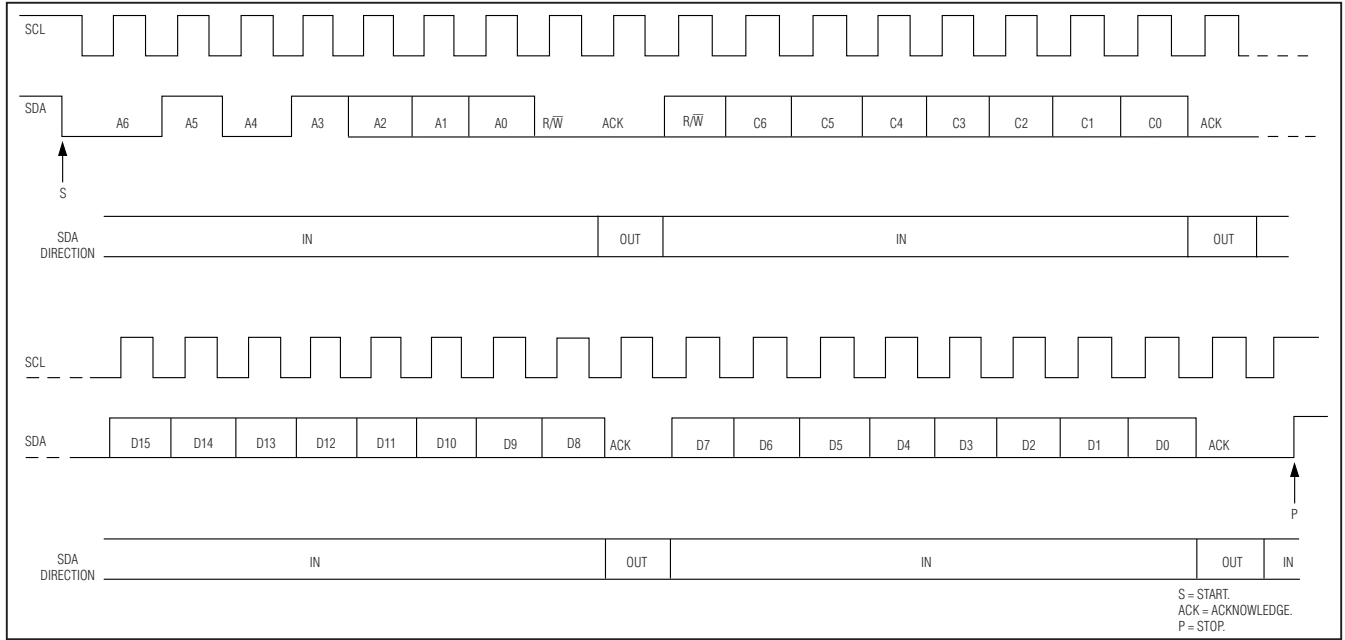 SCL
SDA
A6 A5 A4 A3 A2 A1 A0 R/W̅ ACK R/W̅ C6 C5 C4 C3 C2 C1 C0 ACK
S
SDA
DIRECTION
IN OUT IN OUT
SCL
SDA
D15 D14 D13 D12 D11 D10 D9 D8 ACK D7 D6 D5 D4 D3 D2 D1 D0 ACK
P
SDA
DIRECTION
IN OUT IN OUT IN
S = START.
ACK = ACKNOWLEDGE.
P = STOP.